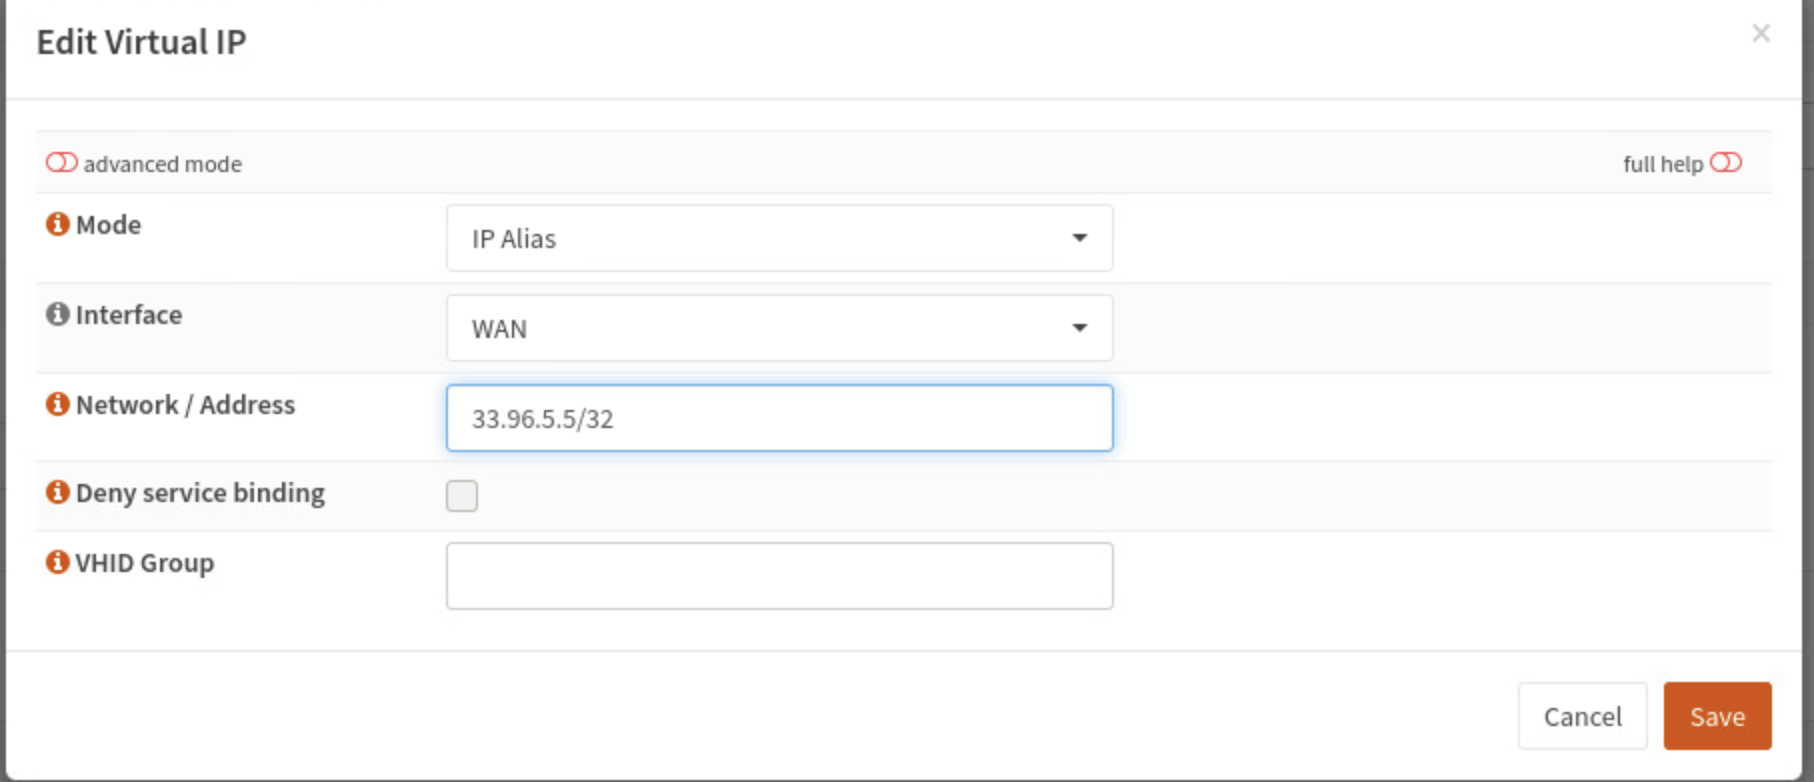 Edit Virtual IP
×
advanced mode
full help
Mode
IP Alias
Interface
WAN
Network / Address
33.96.5.5/32
Deny service binding
VHID Group
Cancel
Save